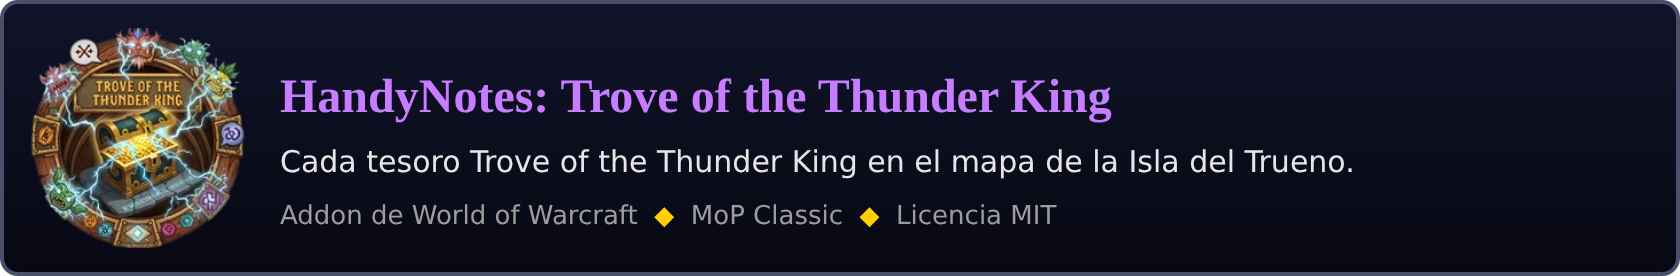 TROVE OF THE
THUNDER KING
HandyNotes: Trove of the Thunder King
Cada tesoro Trove of the Thunder King en el mapa de la Isla del Trueno.
Addon de World of Warcraft ◆ MoP Classic ◆ Licencia MIT